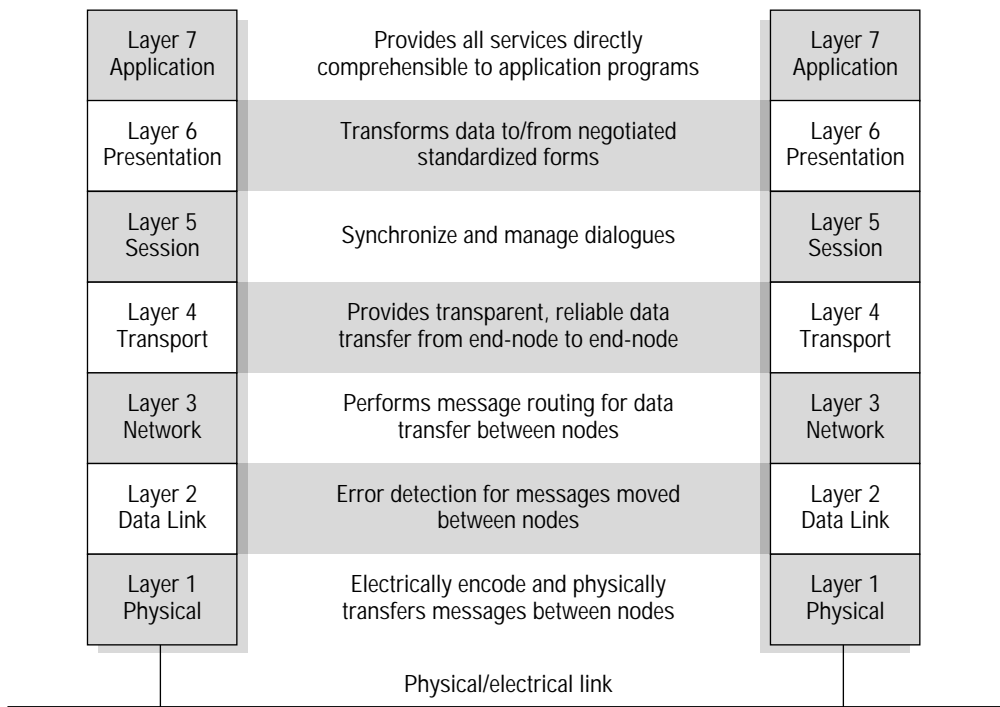 Layer 7
Application
Provides all services directly
comprehensible to application programs
Layer 7
Application
Layer 6
Presentation
Transforms data to/from negotiated
standardized forms
Layer 6
Presentation
Layer 5
Session
Synchronize and manage dialogues
Layer 5
Session
Layer 4
Transport
Provides transparent, reliable data
transfer from end-node to end-node
Layer 4
Transport
Layer 3
Network
Performs message routing for data
transfer between nodes
Layer 3
Network
Layer 2
Data Link
Error detection for messages moved
between nodes
Layer 2
Data Link
Layer 1
Physical
Electrically encode and physically
transfers messages between nodes
Layer 1
Physical
Physical/electrical link